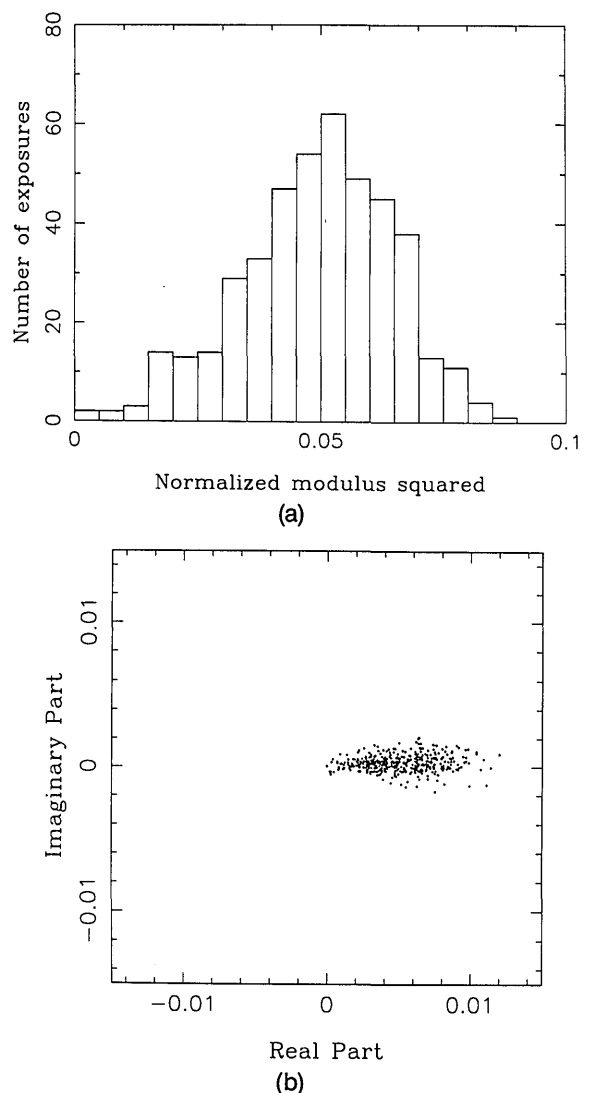 80
60
40
20
0
Number of exposures
0
0.05
0.1
Normalized modulus squared
(a)
0.01
0
−0.01
Imaginary Part
−0.01
0
0.01
Real Part
(b)